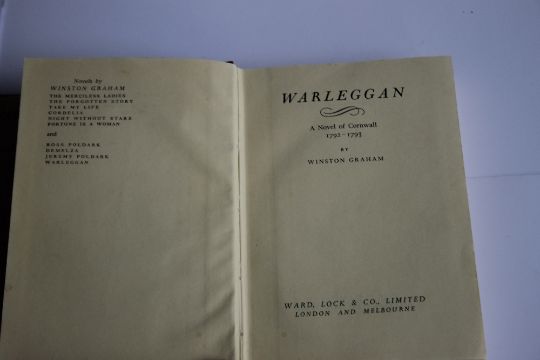 Novels by
WINSTON GRAHAM
THE MERCILESS LADIES
THE FORGOTTEN STORY
TAKE MY LIFE
CORDELIA
NIGHT WITHOUT STARS
FORTUNE IS A WOMAN
and
ROSS POLDARK
DEMELZA
JEREMY POLDARK
WARLEGGAN
WARLEGGAN
A Novel of Cornwall
1792–1793
BY
WINSTON GRAHAM
WARD, LOCK & CO., LIMITED
LONDON AND MELBOURNE